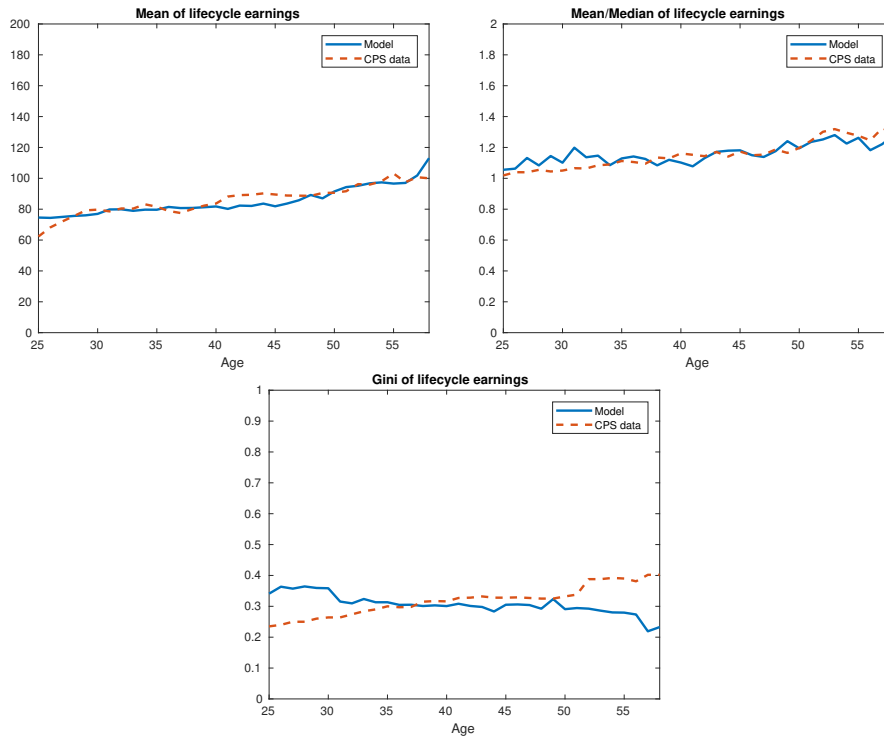 Mean of lifecycle earnings
200
180
160
140
120
100
80
60
40
20
0
25 30 35 40 45 50 55
Age
Model
CPS data
Mean/Median of lifecycle earnings
2
1.8
1.6
1.4
1.2
1
0.8
0.6
0.4
0.2
0
25 30 35 40 45 50 55
Age
Model
CPS data
Gini of lifecycle earnings
1
0.9
0.8
0.7
0.6
0.5
0.4
0.3
0.2
0.1
0
25 30 35 40 45 50 55
Age
Model
CPS data